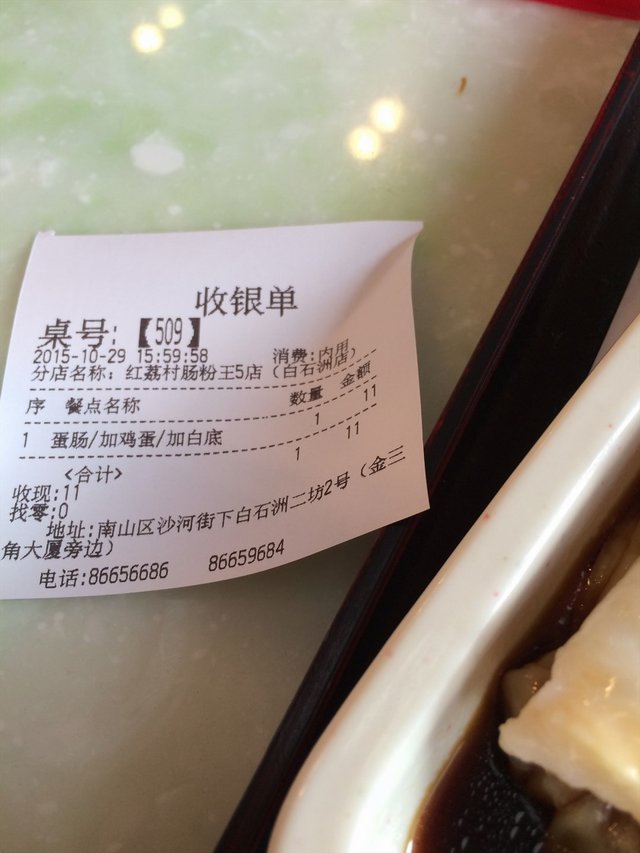 收银单
桌号:【509】
2015-10-29 15:59:58 消费:内用
分店名称: 红荔村肠粉王5店（白石洲店）
序 餐点名称 数量 金额
1 蛋肠/加鸡蛋/加白底 1 11
<合计> 1 11
收现:11
找零:0
地址:南山区沙河街下白石洲二坊2号（金三
角大厦旁边）
电话:86656686 86659684